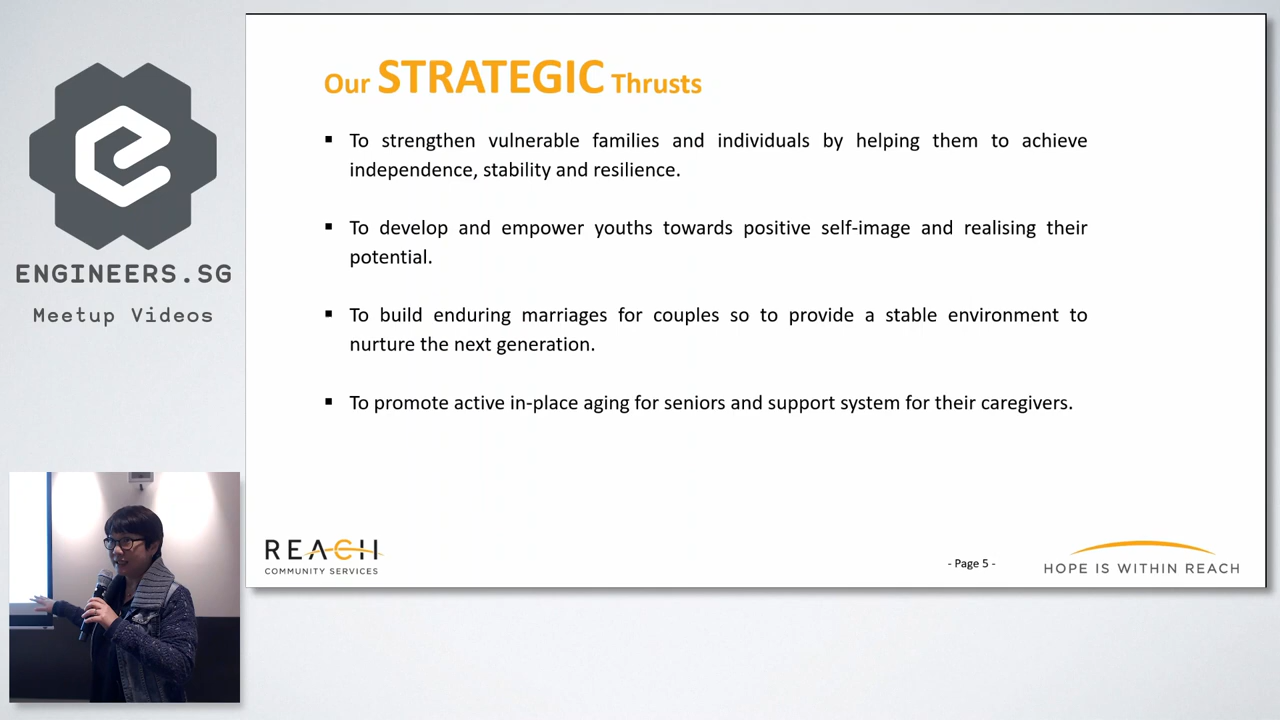 Our STRATEGIC Thrusts
▪ To strengthen vulnerable families and individuals by helping them to achieve
independence, stability and resilience.
▪ To develop and empower youths towards positive self-image and realising their
potential.
▪ To build enduring marriages for couples so to provide a stable environment to
nurture the next generation.
▪ To promote active in-place aging for seniors and support system for their caregivers.
ENGINEERS.SG
Meetup Videos
REACH
COMMUNITY SERVICES
- Page 5 -
HOPE IS WITHIN REACH